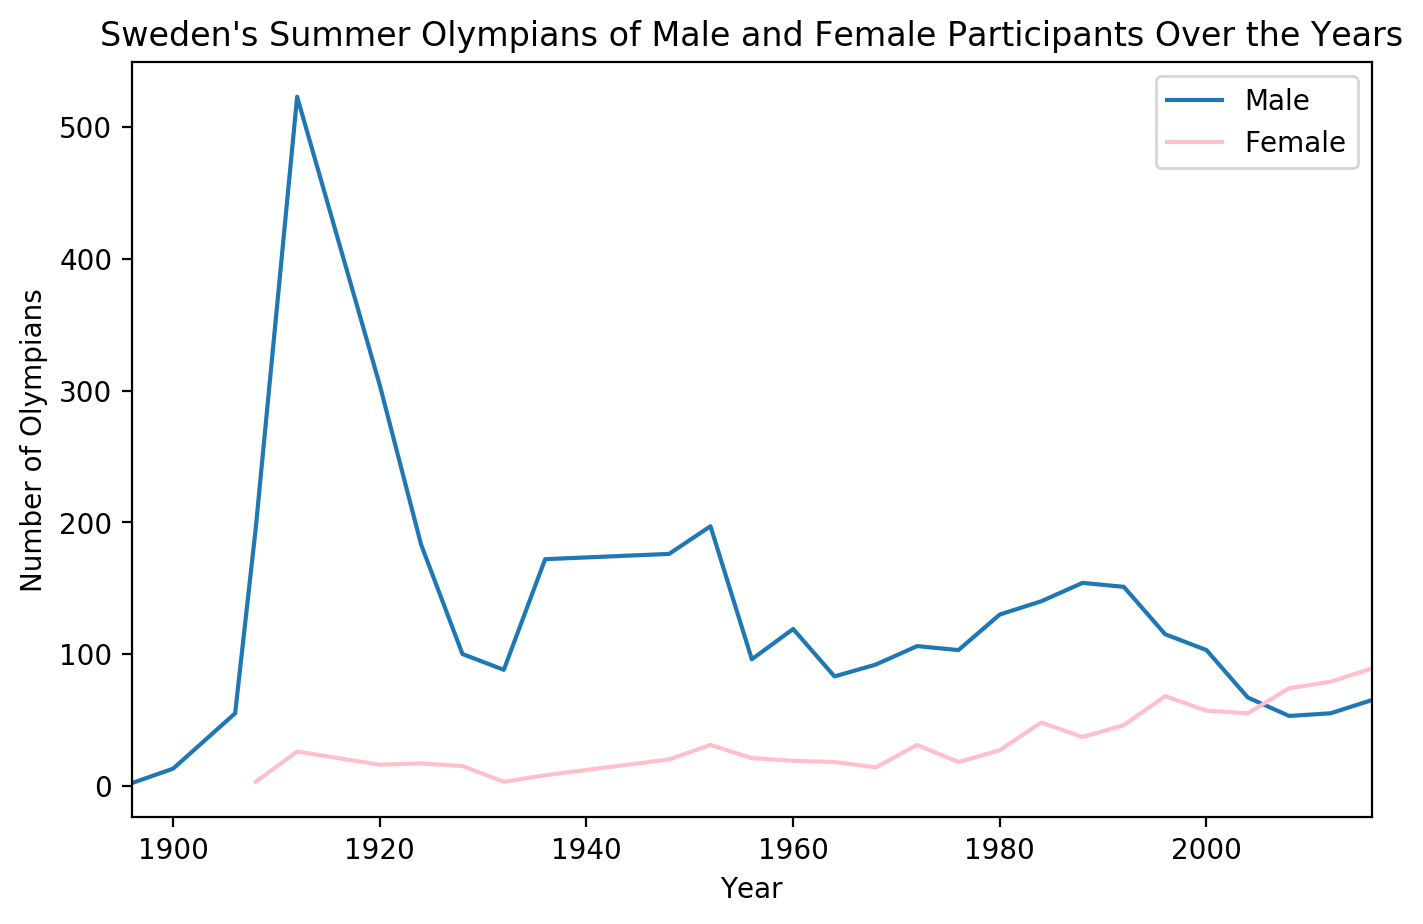 Sweden's Summer Olympians of Male and Female Participants Over the Years
Male
Female
Number of Olympians
500
400
300
200
100
0
1900 1920 1940 1960 1980 2000
Year